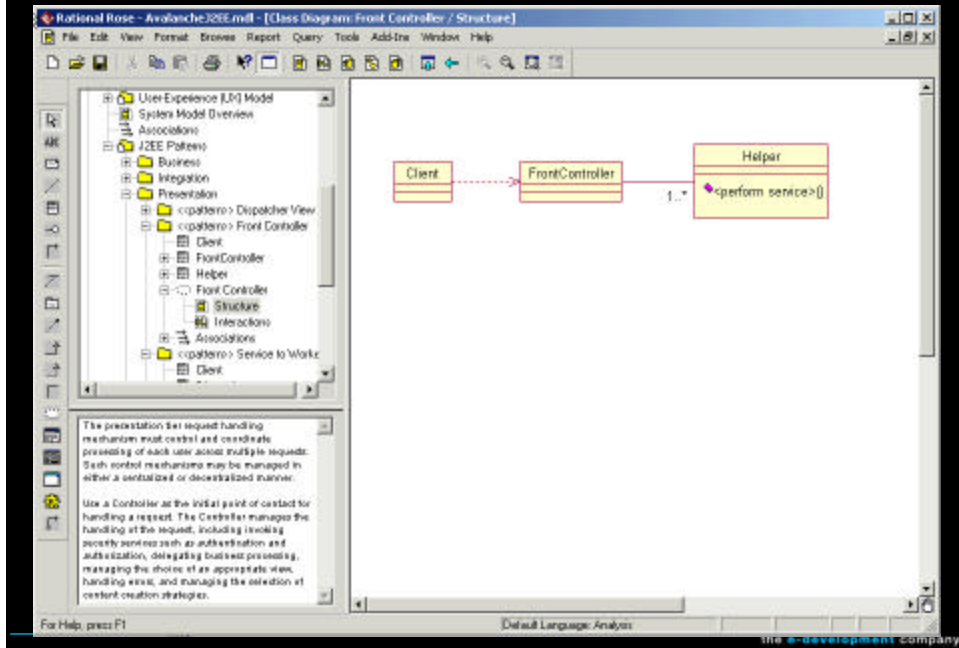 Rational Rose - AvalancheJ2EE.mdl - [Class Diagram: Front Controller / Structure]
File Edit View Format Browse Report Query Tools Add-Ins Window Help
User-Experience (UX) Model
System Model Overview
Associations
J2EE Patterns
Business
Integration
Presentation
<<pattern>> Dispatcher View
<<pattern>> Front Controller
Client
FrontController
Helper
Front Controller
Structure
Interactions
Associations
<<pattern>> Service to Worke
Client
ABC
The presentation tier request handling
mechanism must control and coordinate
processing of each user across multiple requests.
Such control mechanisms may be managed in
either a centralized or decentralized manner.
Use a Controller as the initial point of contact for
handling a request. The Controller manages the
handling of the request, including invoking
security services such as authentication and
authorization, delegating business processing,
managing the choice of an appropriate view,
handling errors, and managing the selection of
content creation strategies.
Client
FrontController
1..*
Helper
<perform service>()
For Help, press F1
Default Language: Analysis
the e-development company